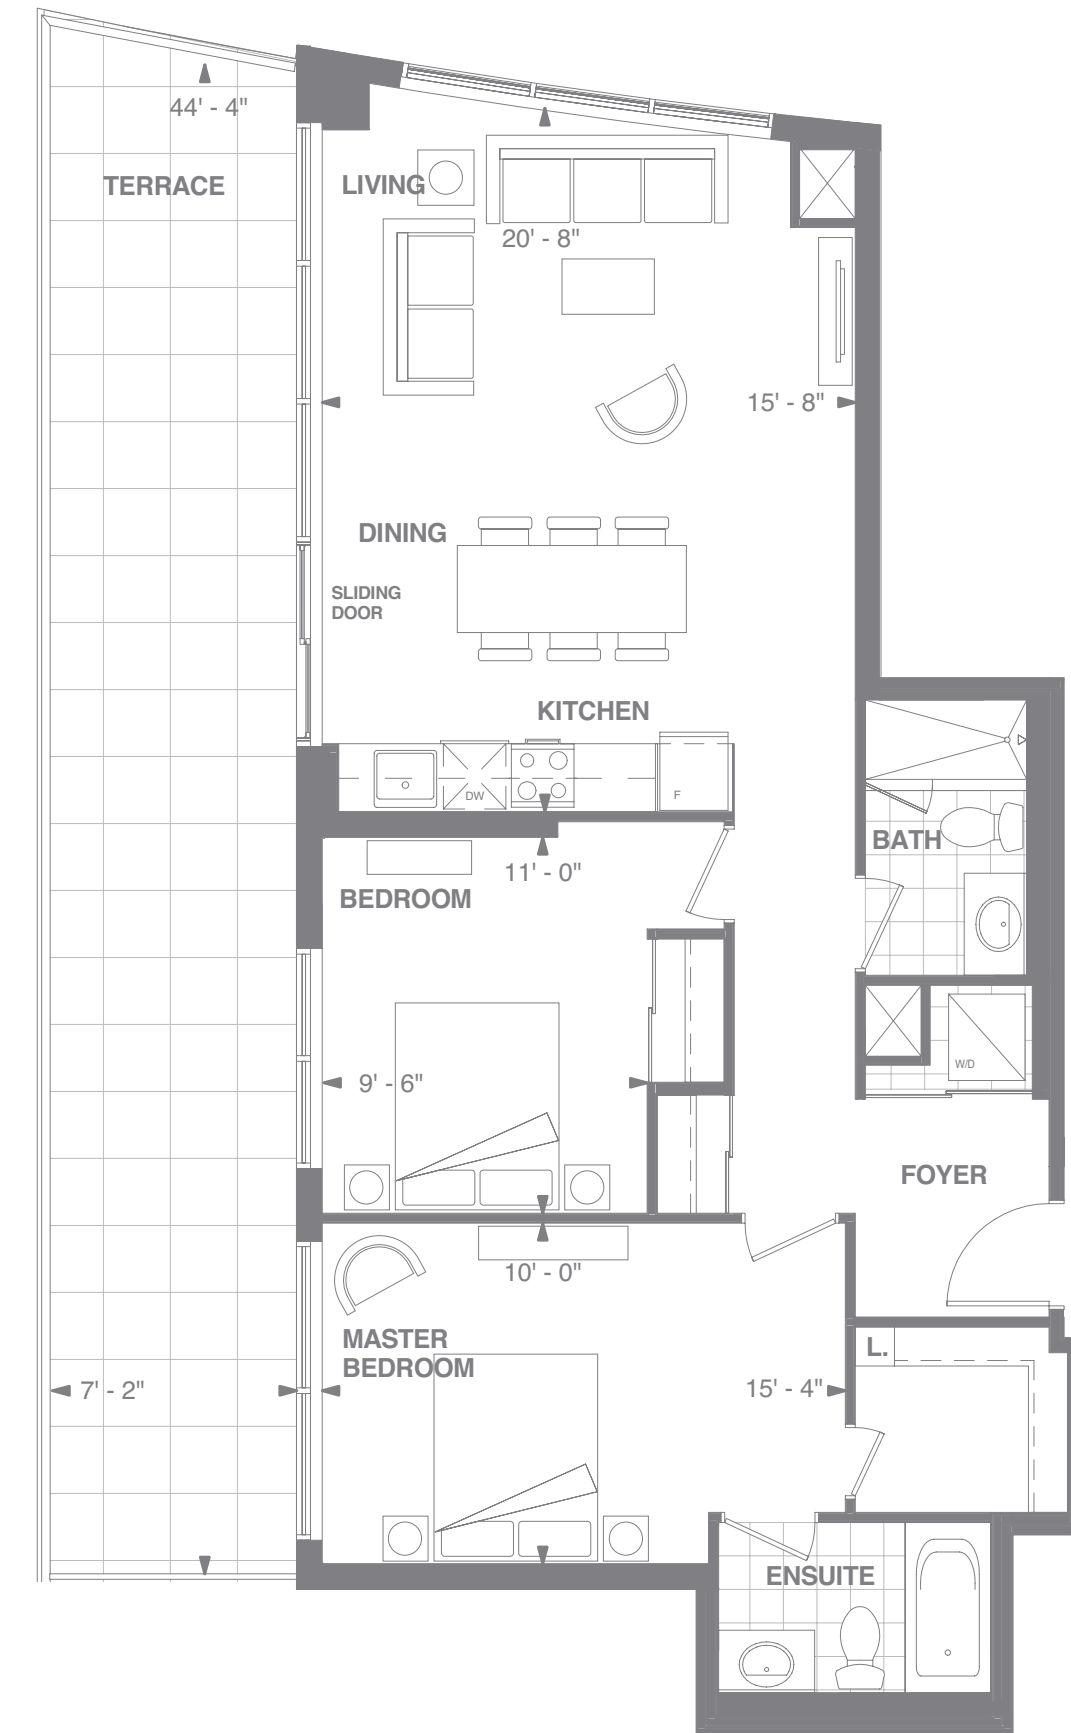 44' - 4"
TERRACE
LIVING
20' - 8"
15' - 8"
DINING
SLIDING
DOOR
KITCHEN
DW
F
BATH
11' - 0"
BEDROOM
W/D
9' - 6"
FOYER
10' - 0"
MASTER
BEDROOM
L.
7' - 2"
15' - 4"
ENSUITE